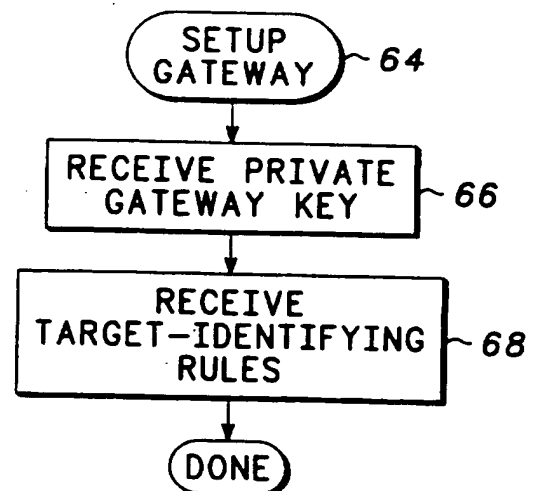 SETUP
GATEWAY
64
RECEIVE PRIVATE
GATEWAY KEY
66
RECEIVE
TARGET-IDENTIFYING
RULES
68
DONE